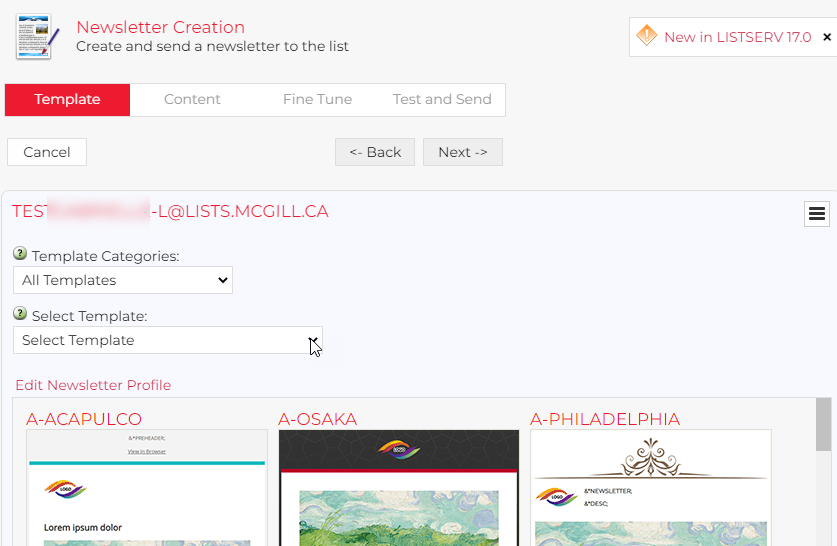 Newsletter Creation
Create and send a newsletter to the list
New in LISTSERV 17.0 ×
Template Content Fine Tune Test and Send
Cancel <- Back Next ->
TEST -L@LISTS.MCGILL.CA
? Template Categories:
All Templates
? Select Template:
Select Template
Edit Newsletter Profile
A-ACAPULCO A-OSAKA A-PHILADELPHIA
&*PREHEADER;
View in Browser
LOGO
LOGO
LOGO
&*NEWSLETTER;
&*DESC;
Lorem ipsum dolor